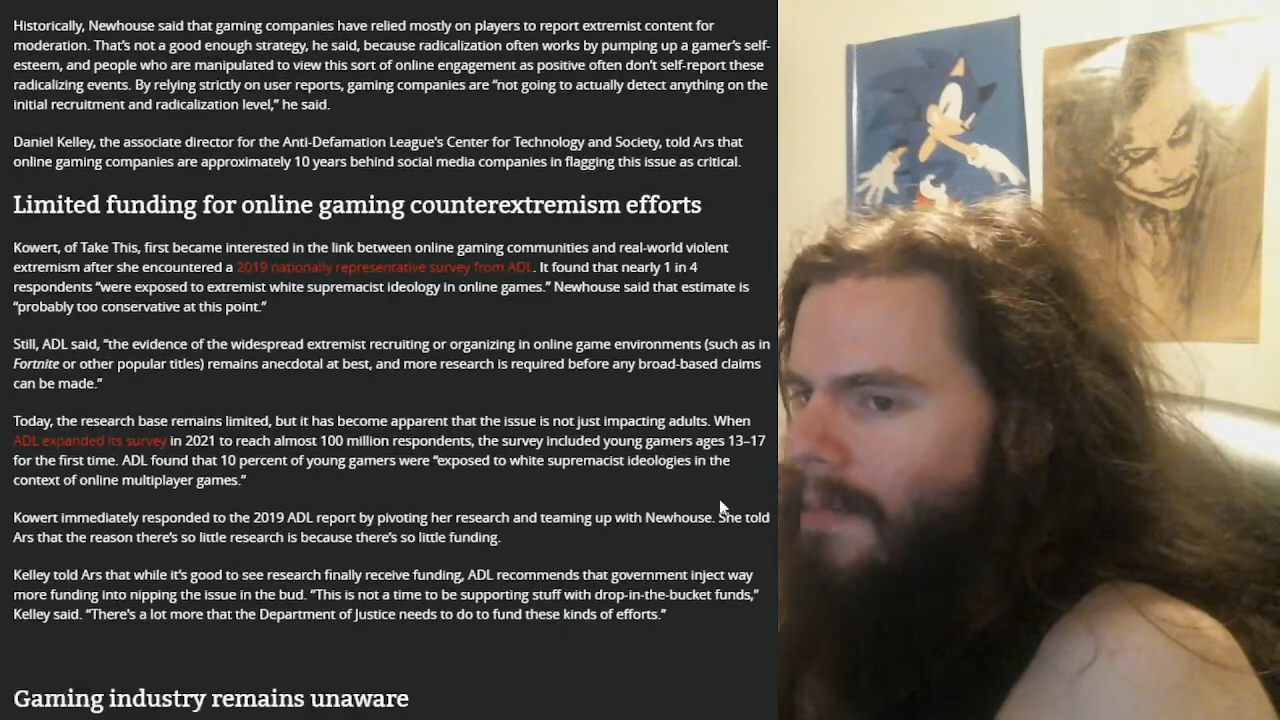 Historically, Newhouse said that gaming companies have relied mostly on players to report extremist content for
moderation. That's not a good enough strategy, he said, because radicalization often works by pumping up a gamer's self-
esteem, and people who are manipulated to view this sort of online engagement as positive often don't self-report these
radicalizing events. By relying strictly on user reports, gaming companies are “not going to actually detect anything on the
initial recruitment and radicalization level,” he said.
Daniel Kelley, the associate director for the Anti-Defamation League's Center for Technology and Society, told Ars that
online gaming companies are approximately 10 years behind social media companies in flagging this issue as critical.
Limited funding for online gaming counterextremism efforts
Kowert, of Take This, first became interested in the link between online gaming communities and real-world violent
extremism after she encountered a 2019 nationally representative survey from ADL. It found that nearly 1 in 4
respondents “were exposed to extremist white supremacist ideology in online games.” Newhouse said that estimate is
“probably too conservative at this point.”
Still, ADL said, “the evidence of the widespread extremist recruiting or organizing in online game environments (such as in
Fortnite or other popular titles) remains anecdotal at best, and more research is required before any broad-based claims
can be made.”
Today, the research base remains limited, but it has become apparent that the issue is not just impacting adults. When
ADL expanded its survey in 2021 to reach almost 100 million respondents, the survey included young gamers ages 13–17
for the first time. ADL found that 10 percent of young gamers were “exposed to white supremacist ideologies in the
context of online multiplayer games.”
Kowert immediately responded to the 2019 ADL report by pivoting her research and teaming up with Newhouse. She told
Ars that the reason there's so little research is because there's so little funding.
Kelley told Ars that while it's good to see research finally receive funding, ADL recommends that government inject way
more funding into nipping the issue in the bud. “This is not a time to be supporting stuff with drop-in-the-bucket funds,”
Kelley said. “There's a lot more that the Department of Justice needs to do to fund these kinds of efforts.”
Gaming industry remains unaware